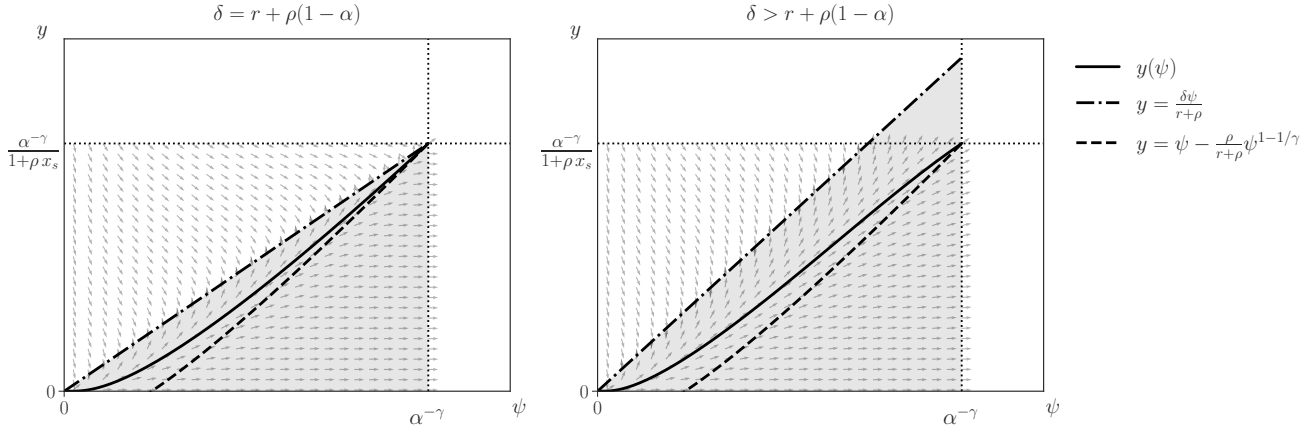 δ = r + ρ(1 − α)
y
α^{−γ}/(1+ρ x_s)
0
0
α^{−γ}
ψ
δ > r + ρ(1 − α)
y
α^{−γ}/(1+ρ x_s)
0
0
α^{−γ}
ψ
y(ψ)
y = δψ/(r+ρ)
y = ψ − ρ/(r+ρ) ψ^{1−1/γ}